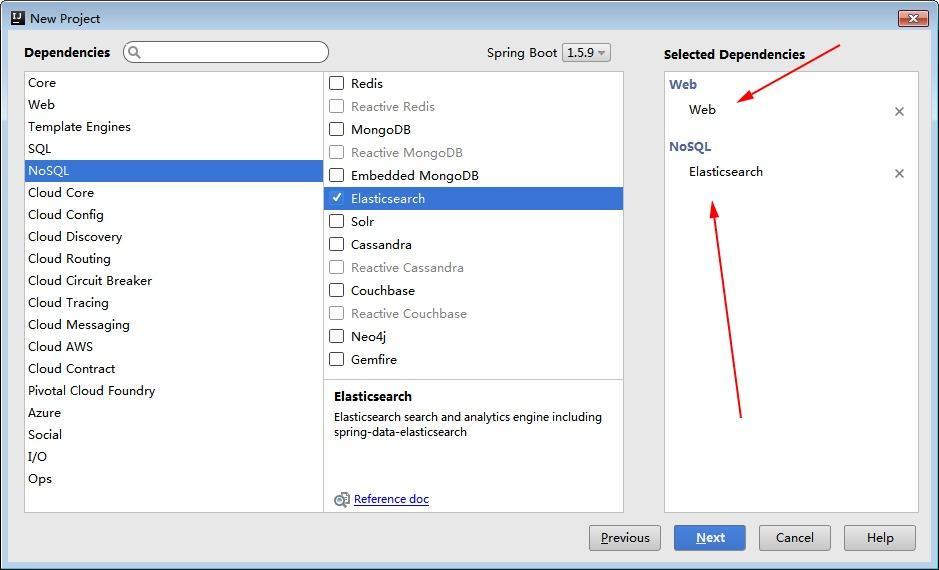 New Project
Dependencies
Spring Boot 1.5.9
Selected Dependencies
Core
Web
Template Engines
SQL
NoSQL
Cloud Core
Cloud Config
Cloud Discovery
Cloud Routing
Cloud Circuit Breaker
Cloud Tracing
Cloud Messaging
Cloud AWS
Cloud Contract
Pivotal Cloud Foundry
Azure
Social
I/O
Ops
Redis
Reactive Redis
MongoDB
Reactive MongoDB
Embedded MongoDB
Elasticsearch
Solr
Cassandra
Reactive Cassandra
Couchbase
Reactive Couchbase
Neo4j
Gemfire
Elasticsearch
Elasticsearch search and analytics engine including
spring-data-elasticsearch
Reference doc
Web
Web
NoSQL
Elasticsearch
Previous
Next
Cancel
Help